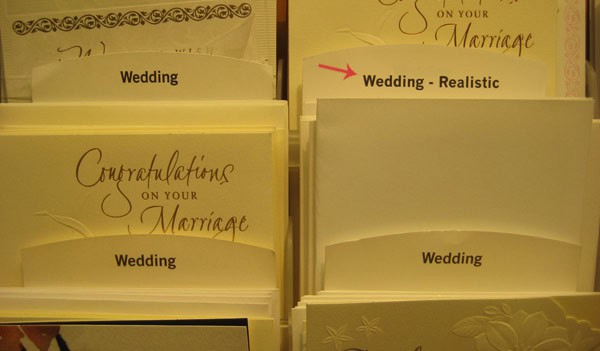 Wedding
ON YOUR
Marriage
Wedding - Realistic
Congratulations
ON YOUR
Marriage
Wedding
Wedding